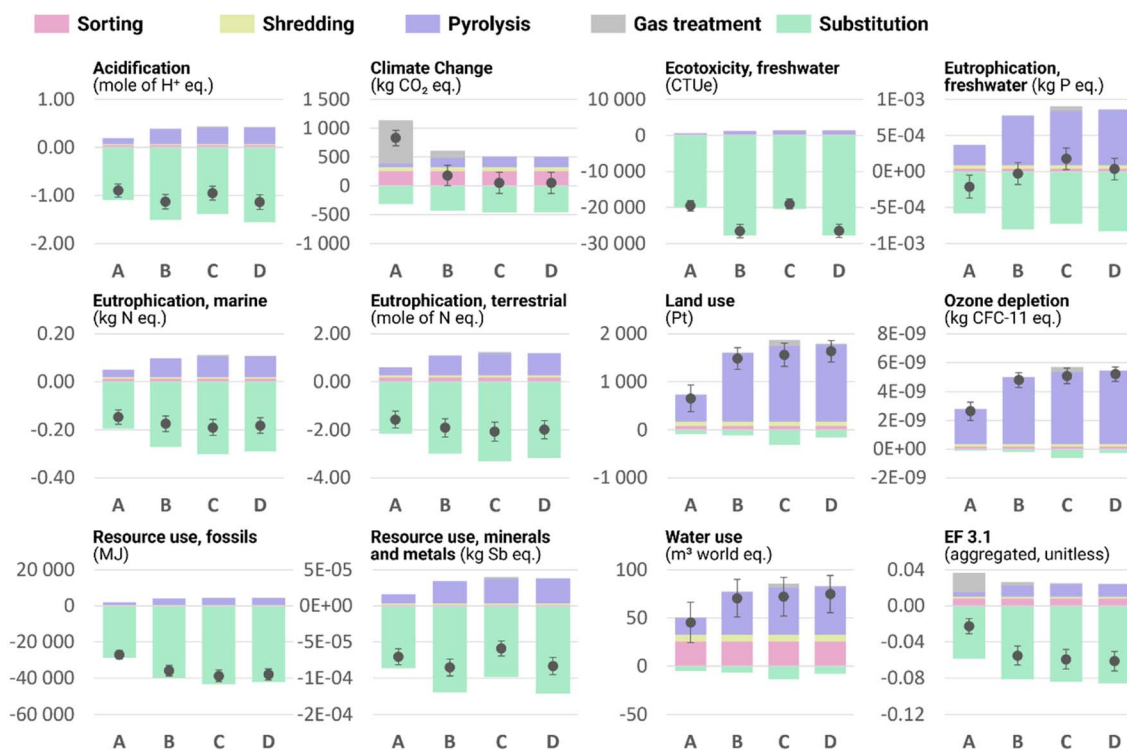 Sorting Shredding Pyrolysis Gas treatment Substitution
Acidification
(mole of H⁺ eq.)
1.00
0.00
-1.00
-2.00
A B C D
Climate Change
(kg CO₂ eq.)
1 500
1 000
500
0
-500
-1 000
A B C D
Ecotoxicity, freshwater
(CTUe)
10 000
0
-10 000
-20 000
-30 000
A B C D
Eutrophication,
freshwater (kg P eq.)
1E-03
5E-04
0E+00
-5E-04
-1E-03
A B C D
Eutrophication, marine
(kg N eq.)
0.20
0.00
-0.20
-0.40
A B C D
Eutrophication, terrestrial
(mole of N eq.)
2.00
0.00
-2.00
-4.00
A B C D
Land use
(Pt)
2 000
1 000
0
-1 000
A B C D
Ozone depletion
(kg CFC-11 eq.)
8E-09
6E-09
4E-09
2E-09
0E+00
-2E-09
A B C D
Resource use, fossils
(MJ)
20 000
0
-20 000
-40 000
-60 000
A B C D
Resource use, minerals
and metals (kg Sb eq.)
5E-05
0E+00
-5E-05
-1E-04
-2E-04
A B C D
Water use
(m³ world eq.)
100
50
0
-50
A B C D
EF 3.1
(aggregated, unitless)
0.04
0.00
-0.04
-0.08
-0.12
A B C D